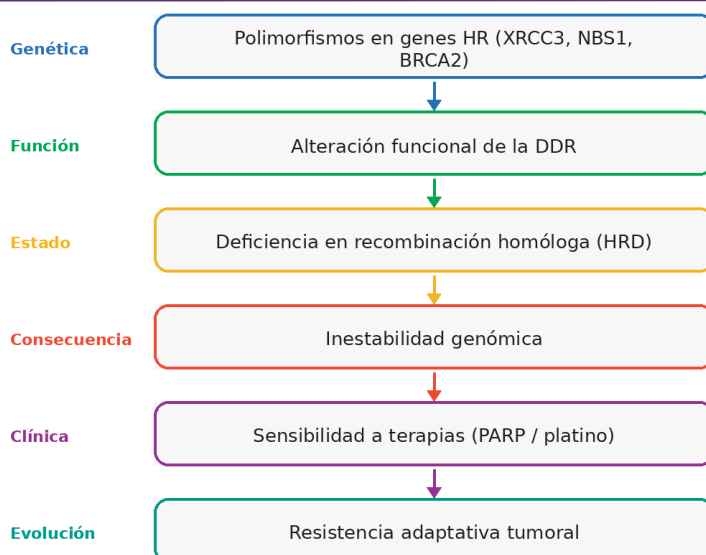 Genética
Polimorfismos en genes HR (XRCC3, NBS1,
BRCA2)
Función
Alteración funcional de la DDR
Estado
Deficiencia en recombinación homóloga (HRD)
Consecuencia
Inestabilidad genómica
Clínica
Sensibilidad a terapias (PARP / platino)
Evolución
Resistencia adaptativa tumoral